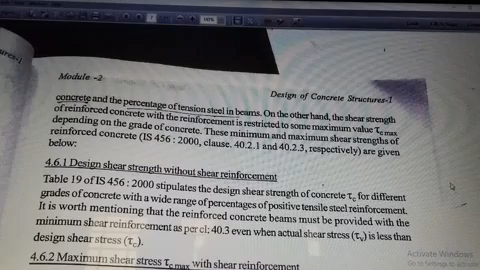 Module -2
Design of Concrete Structures-1
concrete and the percentage of tension steel in beams. On the other hand, the shear strength
of reinforced concrete with the reinforcement is restricted to some maximum value τc max
depending on the grade of concrete. These minimum and maximum shear strengths of
reinforced concrete (IS 456 : 2000, clause. 40.2.1 and 40.2.3, respectively) are given
below:
4.6.1 Design shear strength without shear reinforcement
Table 19 of IS 456 : 2000 stipulates the design shear strength of concrete τc for different
grades of concrete with a wide range of percentages of positive tensile steel reinforcement.
It is worth mentioning that the reinforced concrete beams must be provided with the
minimum shear reinforcement as per cl: 40.3 even when actual shear stress (τv) is less than
design shear stress (τc).
4.6.2 Maximum shear stress τc max with shear reinforcement
Activate Windows
Go to Settings to activate